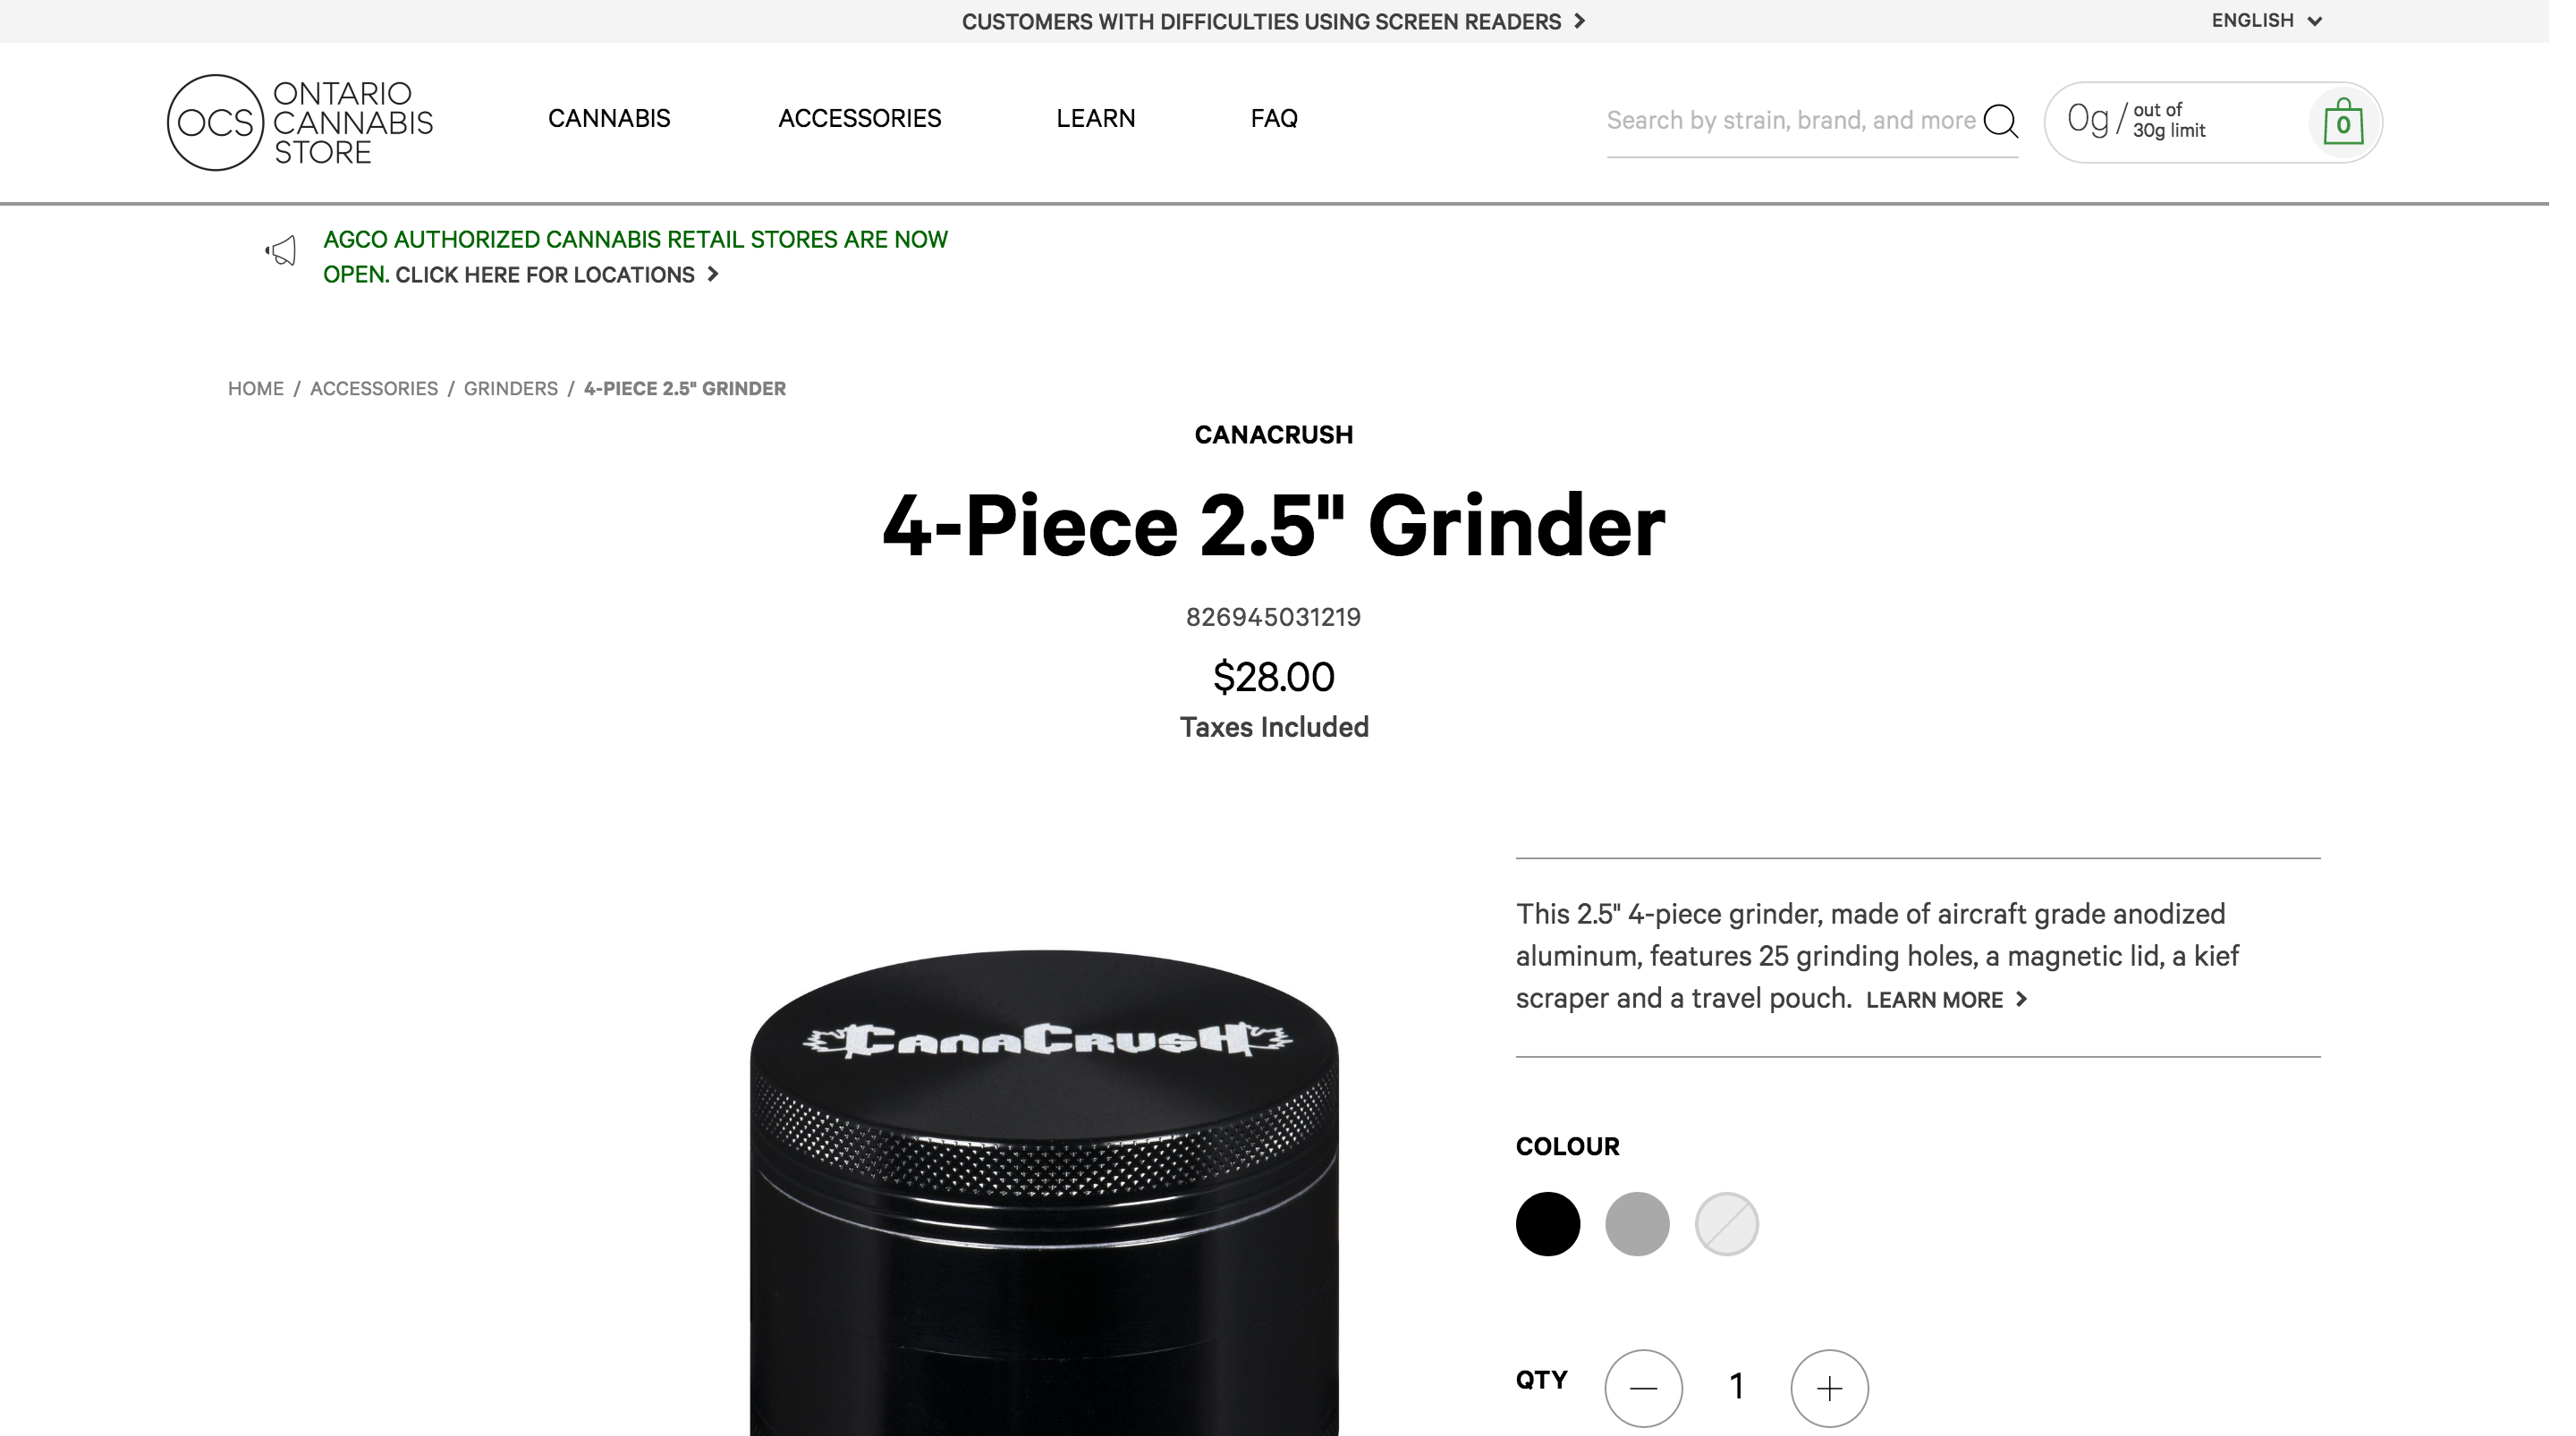 CUSTOMERS WITH DIFFICULTIES USING SCREEN READERS
ENGLISH
OCS
ONTARIO
CANNABIS
STORE
CANNABIS
ACCESSORIES
LEARN
FAQ
Search by strain, brand, and more
0g / out of
30g limit
0
AGCO AUTHORIZED CANNABIS RETAIL STORES ARE NOW
OPEN. CLICK HERE FOR LOCATIONS
HOME / ACCESSORIES / GRINDERS / 4-PIECE 2.5" GRINDER
CANACRUSH
4-Piece 2.5" Grinder
826945031219
$28.00
Taxes Included
This 2.5" 4-piece grinder, made of aircraft grade anodized
aluminum, features 25 grinding holes, a magnetic lid, a kief
scraper and a travel pouch. LEARN MORE
CANACRUSH
COLOUR
QTY
1